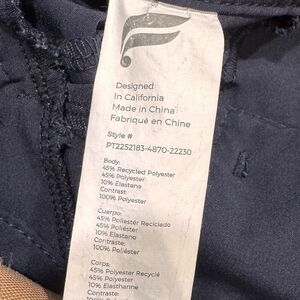 Designed
In California
Made in China
Fabriqué en Chine
Style #
PT2252183-4870-22230
Body:
45% Recycled Polyester
45% Polyester
10% Elastane
Contrast:
100% Polyester
Cuerpo:
45% Poliéster Reciclado
45% Poliéster
10% Elastano
Contraste:
100% Poliéster
Corps:
45% Polyester Recyclé
45% Polyester
10% Élasthanne
Contraste: